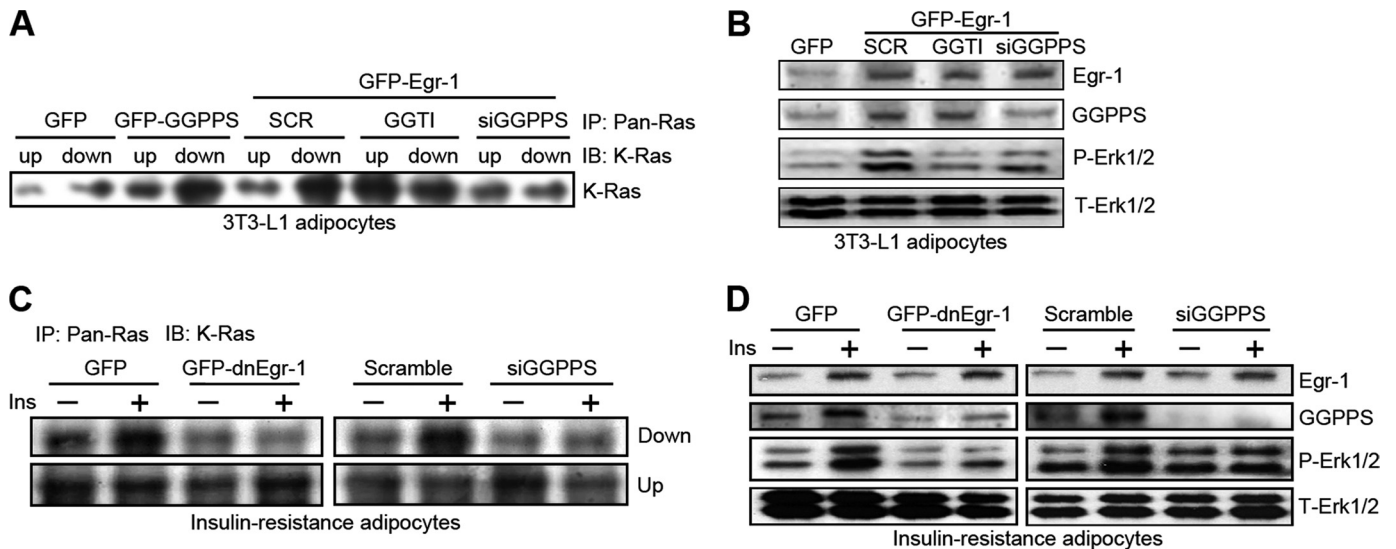 A
GFP-Egr-1
GFP GFP-GGPPS SCR GGTI siGGPPS IP: Pan-Ras
up down up down up down up down up down IB: K-Ras
K-Ras
3T3-L1 adipocytes
B
GFP-Egr-1
GFP SCR GGTI siGGPPS
Egr-1
GGPPS
P-Erk1/2
T-Erk1/2
3T3-L1 adipocytes
C
IP: Pan-Ras IB: K-Ras
GFP GFP-dnEgr-1 Scramble siGGPPS
Ins − + − + − + − +
Down
Up
Insulin-resistance adipocytes
D
GFP GFP-dnEgr-1 Scramble siGGPPS
Ins − + − + − + − +
Egr-1
GGPPS
P-Erk1/2
T-Erk1/2
Insulin-resistance adipocytes